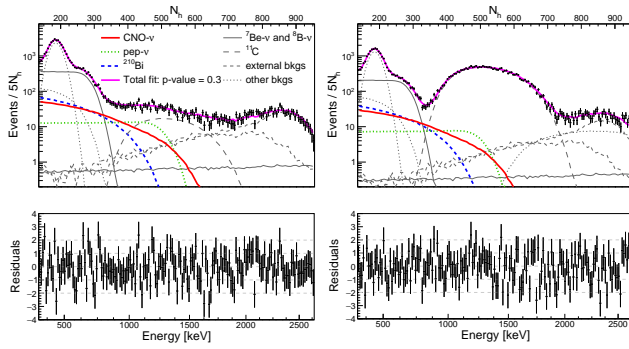 N_h N_h
200 300 400 500 600 700 800 900 200 300 400 500 600 700 800 900
Events / 5N_h
10³
10²
10
1
CNO-ν
pep-ν
²¹⁰Bi
Total fit: p-value = 0.3
⁷Be-ν and ⁸B-ν
¹¹C
external bkgs
other bkgs
Events / 5N_h
10³
10²
10
1
Residuals
4
3
2
1
0
−1
−2
−3
−4
500 1000 1500 2000 2500
Energy [keV]
Residuals
4
3
2
1
0
−1
−2
−3
−4
500 1000 1500 2000 2500
Energy [keV]